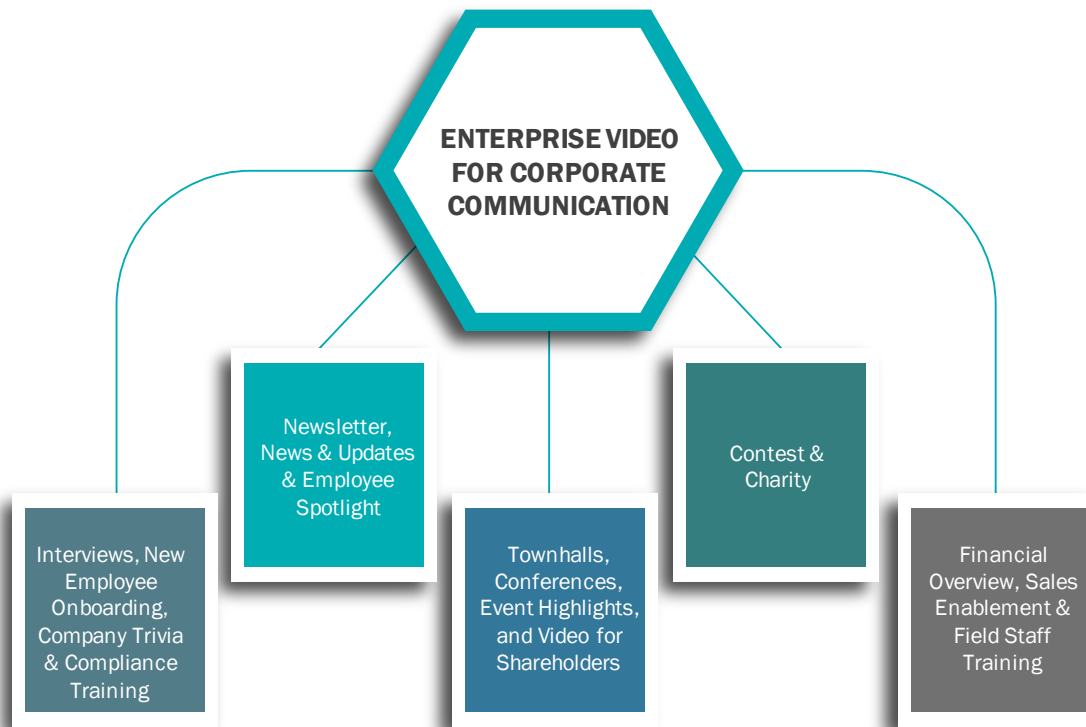 ENTERPRISE VIDEO
FOR CORPORATE
COMMUNICATION
Newsletter,
News & Updates
& Employee
Spotlight
Contest &
Charity
Interviews, New
Employee
Onboarding,
Company Trivia
& Compliance
Training
Townhalls,
Conferences,
Event Highlights,
and Video for
Shareholders
Financial
Overview, Sales
Enablement &
Field Staff
Training